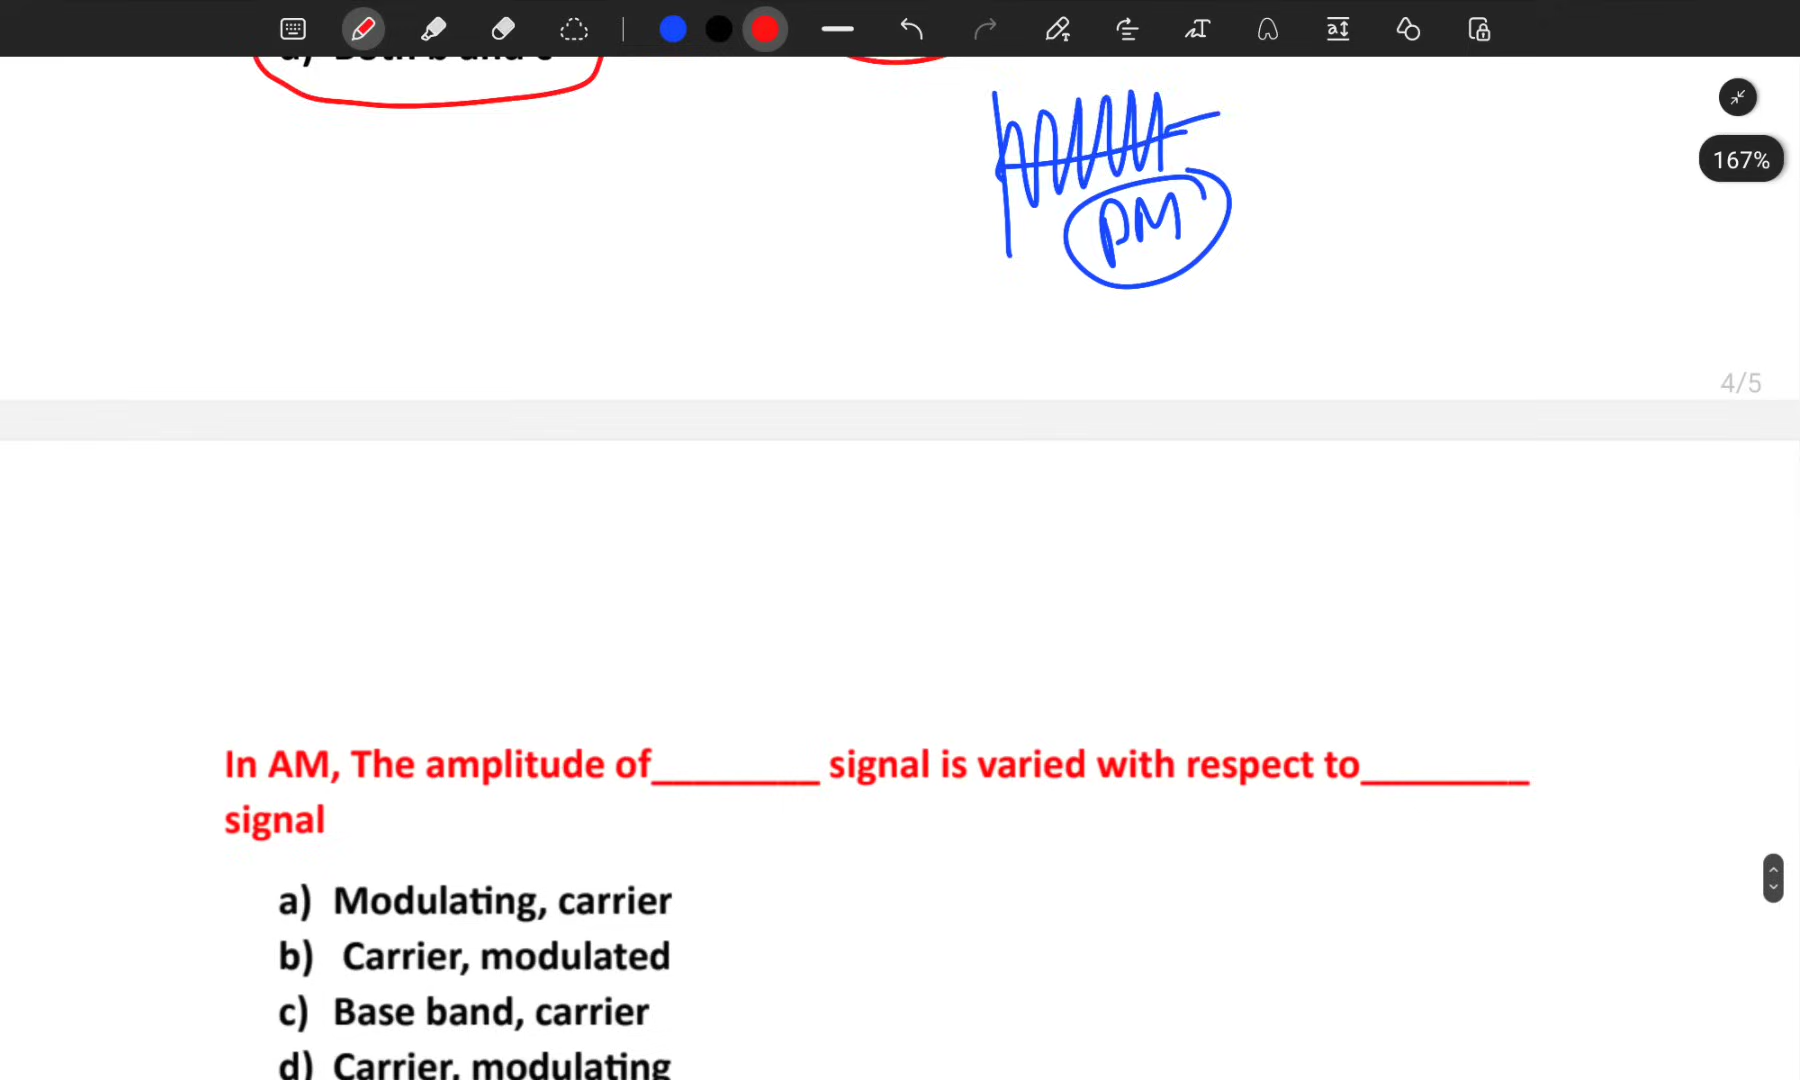 167%
PM
4/5
In AM, The amplitude of________ signal is varied with respect to________
signal
a) Modulating, carrier
b) Carrier, modulated
c) Base band, carrier
d) Carrier, modulating